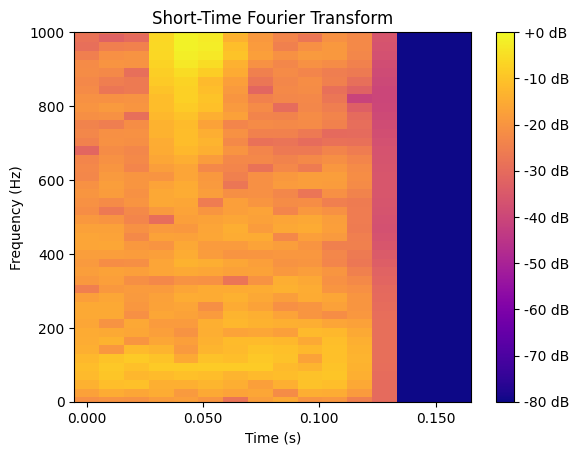 Short-Time Fourier Transform
1000
800
600
400
200
0
Frequency (Hz)
0.000
0.050
0.100
0.150
Time (s)
+0 dB
-10 dB
-20 dB
-30 dB
-40 dB
-50 dB
-60 dB
-70 dB
-80 dB